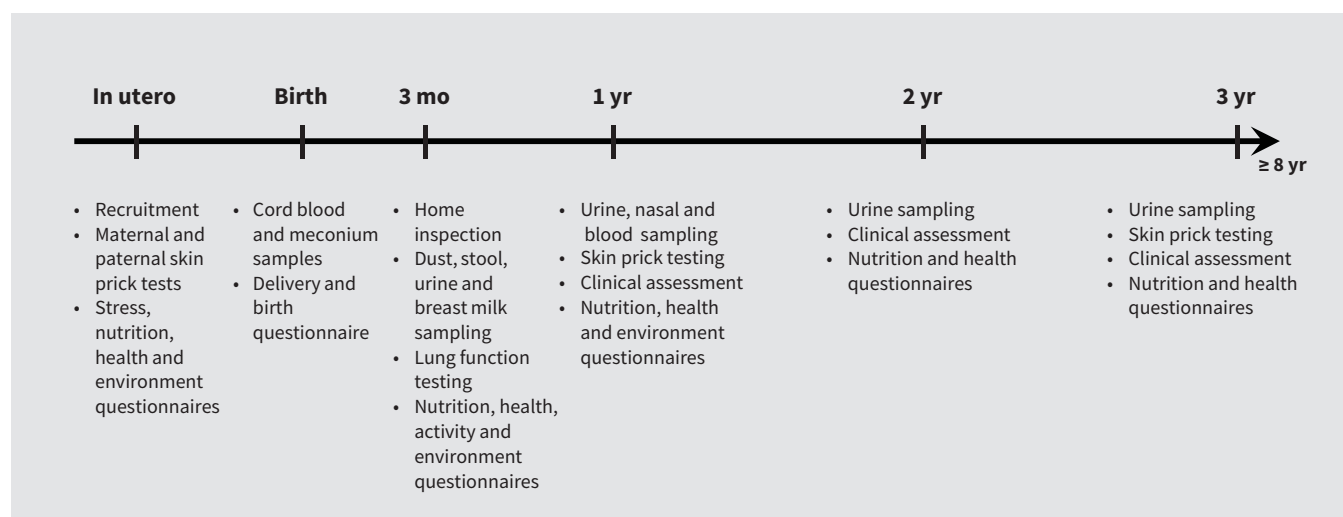 In utero
Birth
3 mo
1 yr
2 yr
3 yr
≥ 8 yr
• Recruitment
• Maternal and
paternal skin
prick tests
• Stress,
nutrition,
health and
environment
questionnaires
• Cord blood
and meconium
samples
• Delivery and
birth
questionnaire
• Home
inspection
• Dust, stool,
urine and
breast milk
sampling
• Lung function
testing
• Nutrition, health,
activity and
environment
questionnaires
• Urine, nasal and
blood sampling
• Skin prick testing
• Clinical assessment
• Nutrition, health
and environment
questionnaires
• Urine sampling
• Clinical assessment
• Nutrition and health
questionnaires
• Urine sampling
• Skin prick testing
• Clinical assessment
• Nutrition and health
questionnaires